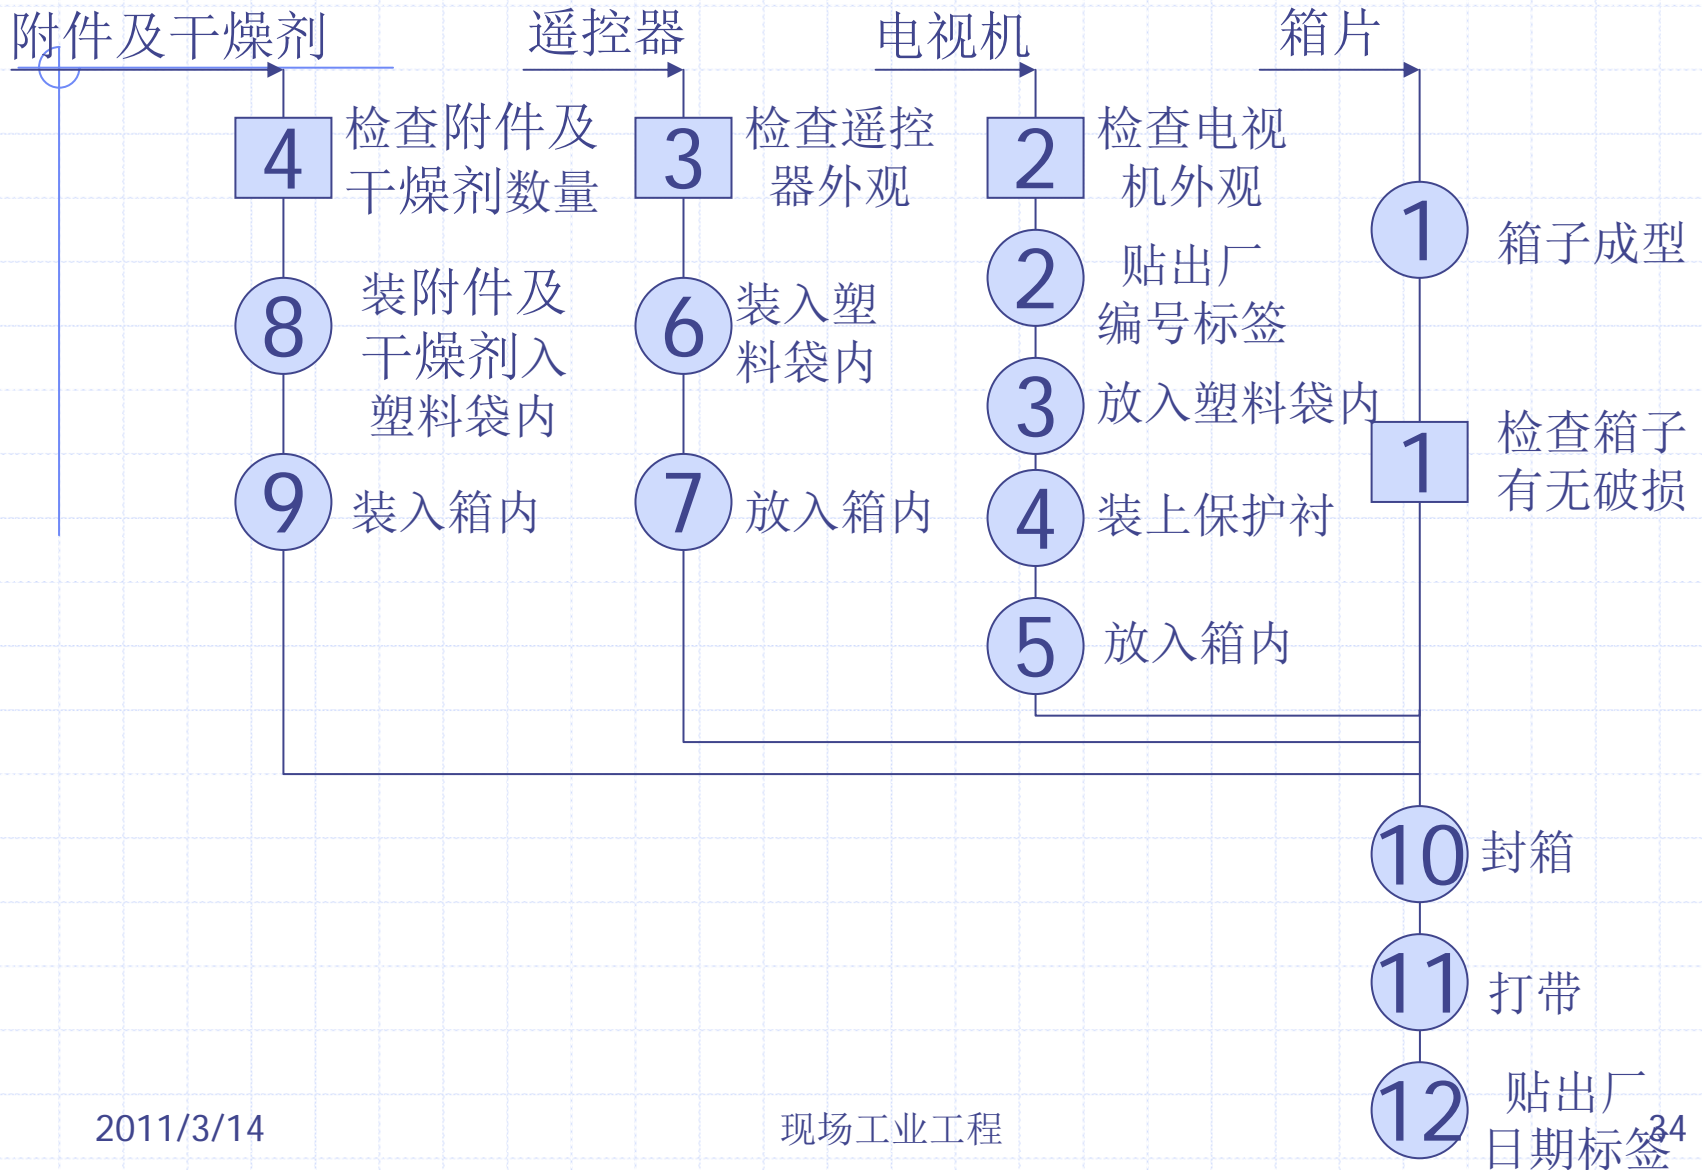 附件及干燥剂
遥控器
电视机
箱片
4
检查附件及
干燥剂数量
8
装附件及
干燥剂入
塑料袋内
9
装入箱内
3
检查遥控
器外观
6
装入塑
料袋内
7
放入箱内
2
检查电视
机外观
2
贴出厂
编号标签
3
放入塑料袋内
4
装上保护衬
5
放入箱内
1
箱子成型
1
检查箱子
有无破损
10
封箱
11
打带
12
贴出厂
日期标签
2011/3/14
现场工业工程
34